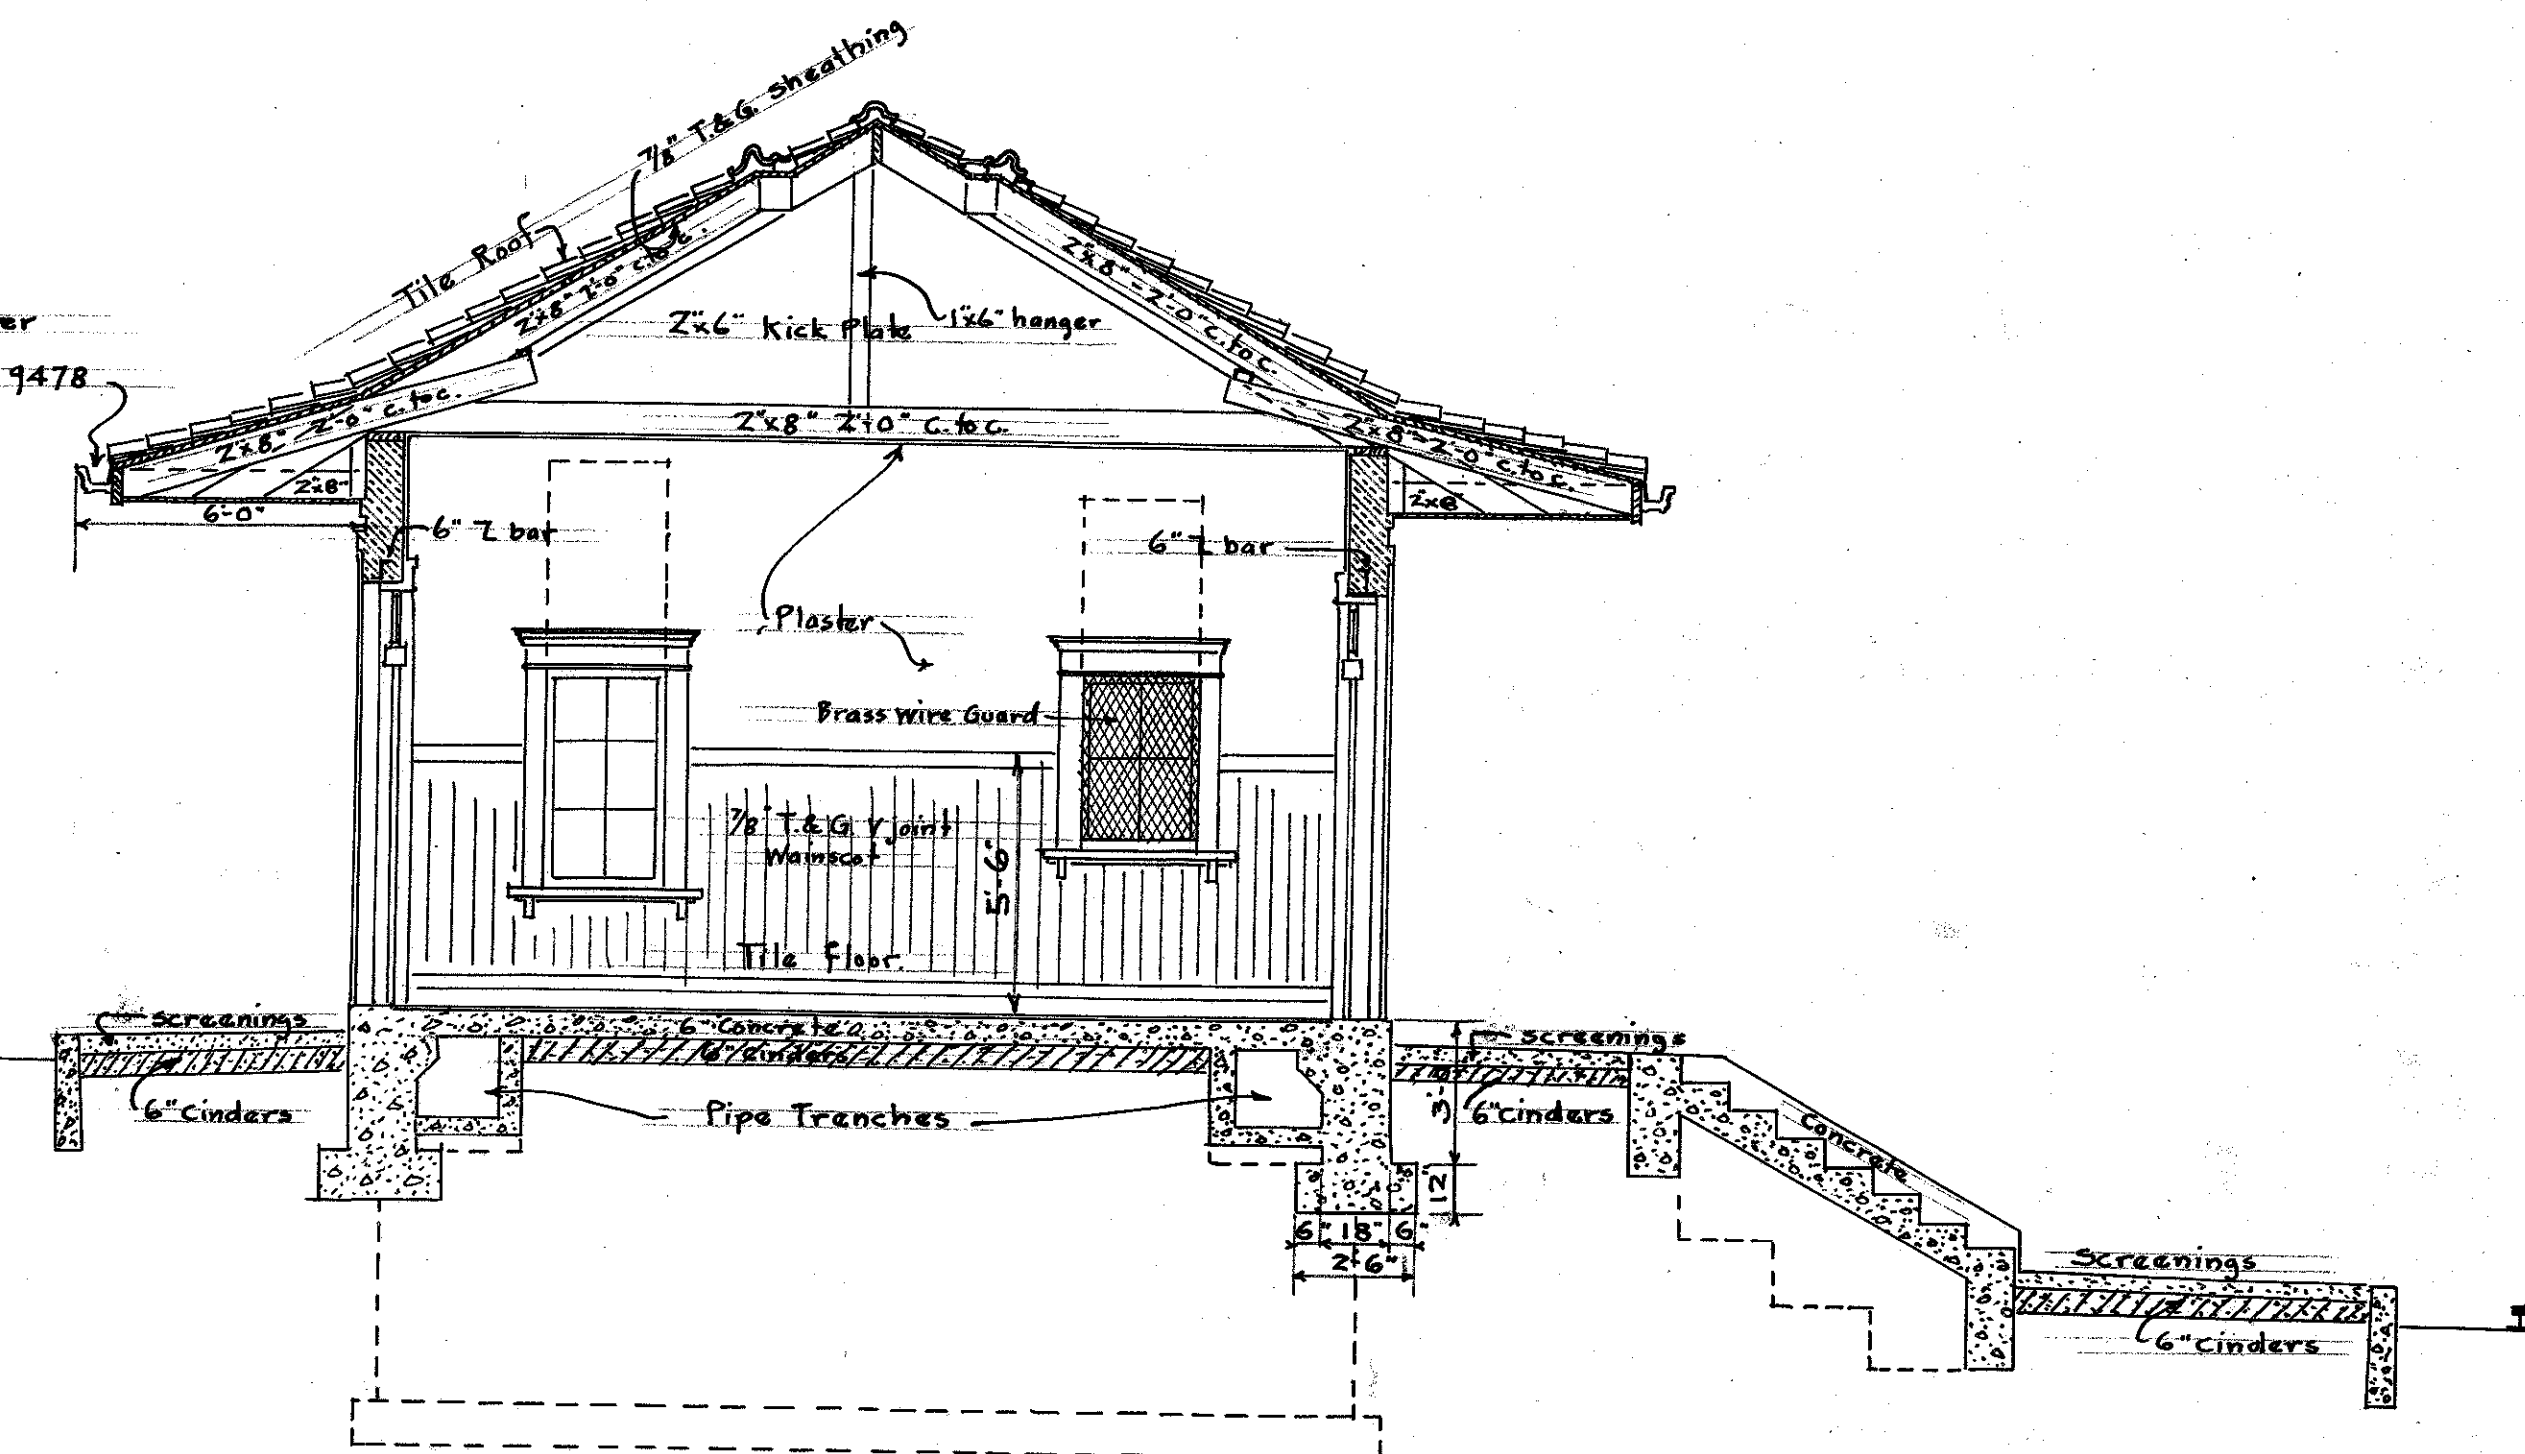 7/8" T.&G. Sheathing
Tile Roof
er
9478
2"x8" 2'-0" c.to c.
2"x8" - 2'-0" c.to c.
2"x6" Kick Plate
1"x6" hanger
2"x8" 2'-0" c.to c.
2"x8" 2'-0" c.to c.
2"x8" - 2'-0" c.to c.
2"x8"
2"x8"
6'-0"
6" Z bar
6" Z bar
Plaster
Brass Wire Guard
7/8" T.&G. V joint
Wainscot
5'-6"
Tile Floor.
Screenings
6" Concrete
6" Cinders
Screenings
6" Cinders
Pipe Trenches
3'-0"
6" Cinders
Concrete
12"
6" 18" 6"
2'-6"
Screenings
6" Cinders